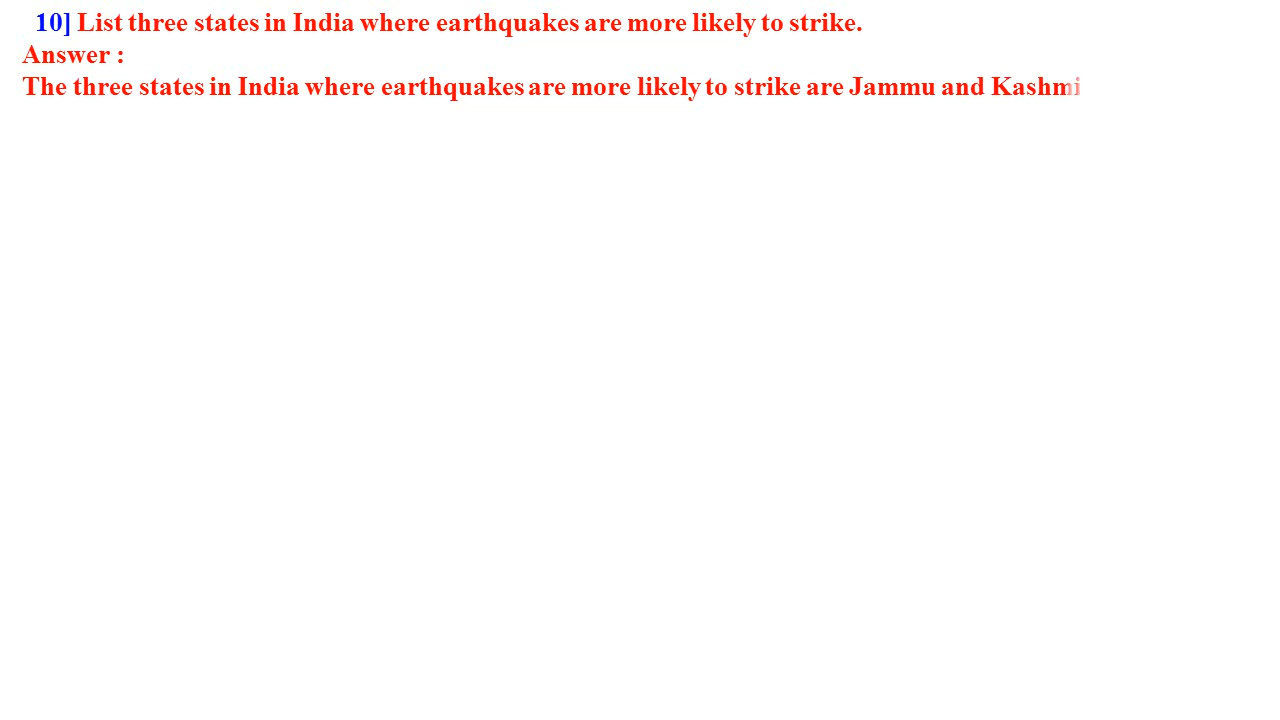 10] List three states in India where earthquakes are more likely to strike.
Answer :
The three states in India where earthquakes are more likely to strike are Jammu and Kashmi